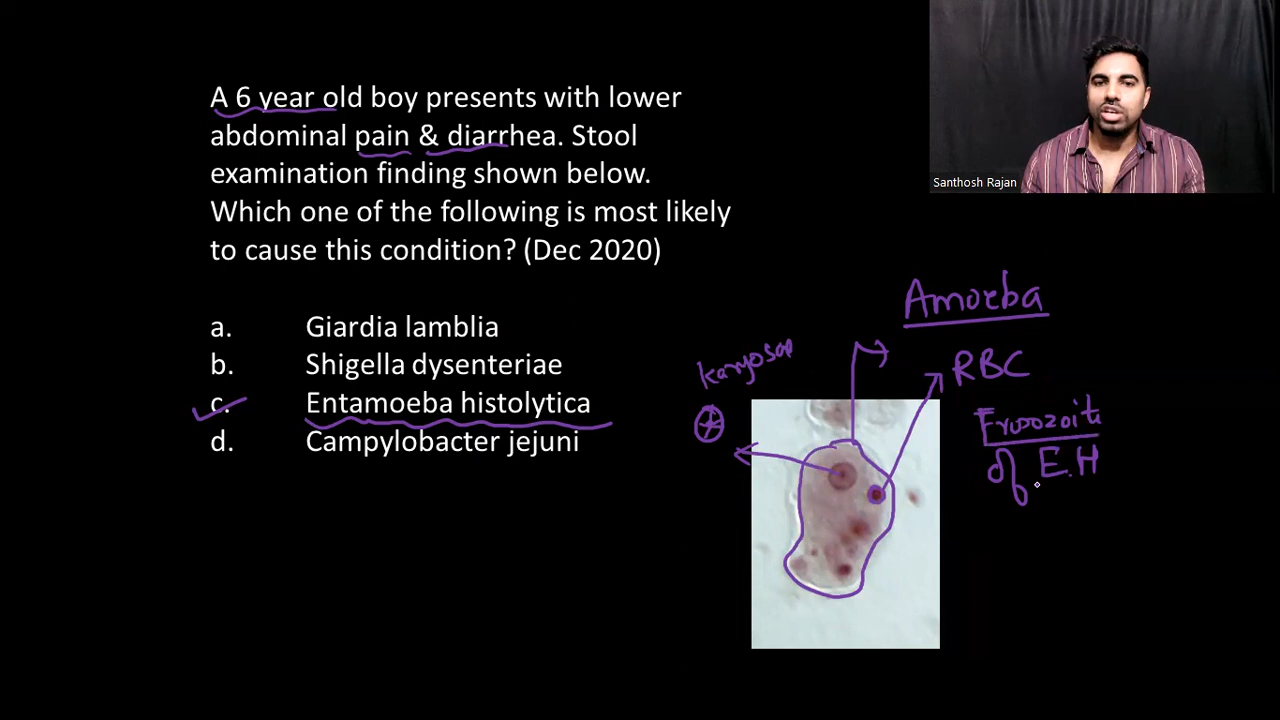 A 6 year old boy presents with lower
abdominal pain & diarrhea. Stool
examination finding shown below.
Which one of the following is most likely
to cause this condition? (Dec 2020)
a. Giardia lamblia
b. Shigella dysenteriae
c. Entamoeba histolytica
d. Campylobacter jejuni
Santhosh Rajan
Amoeba
RBC
of E.H